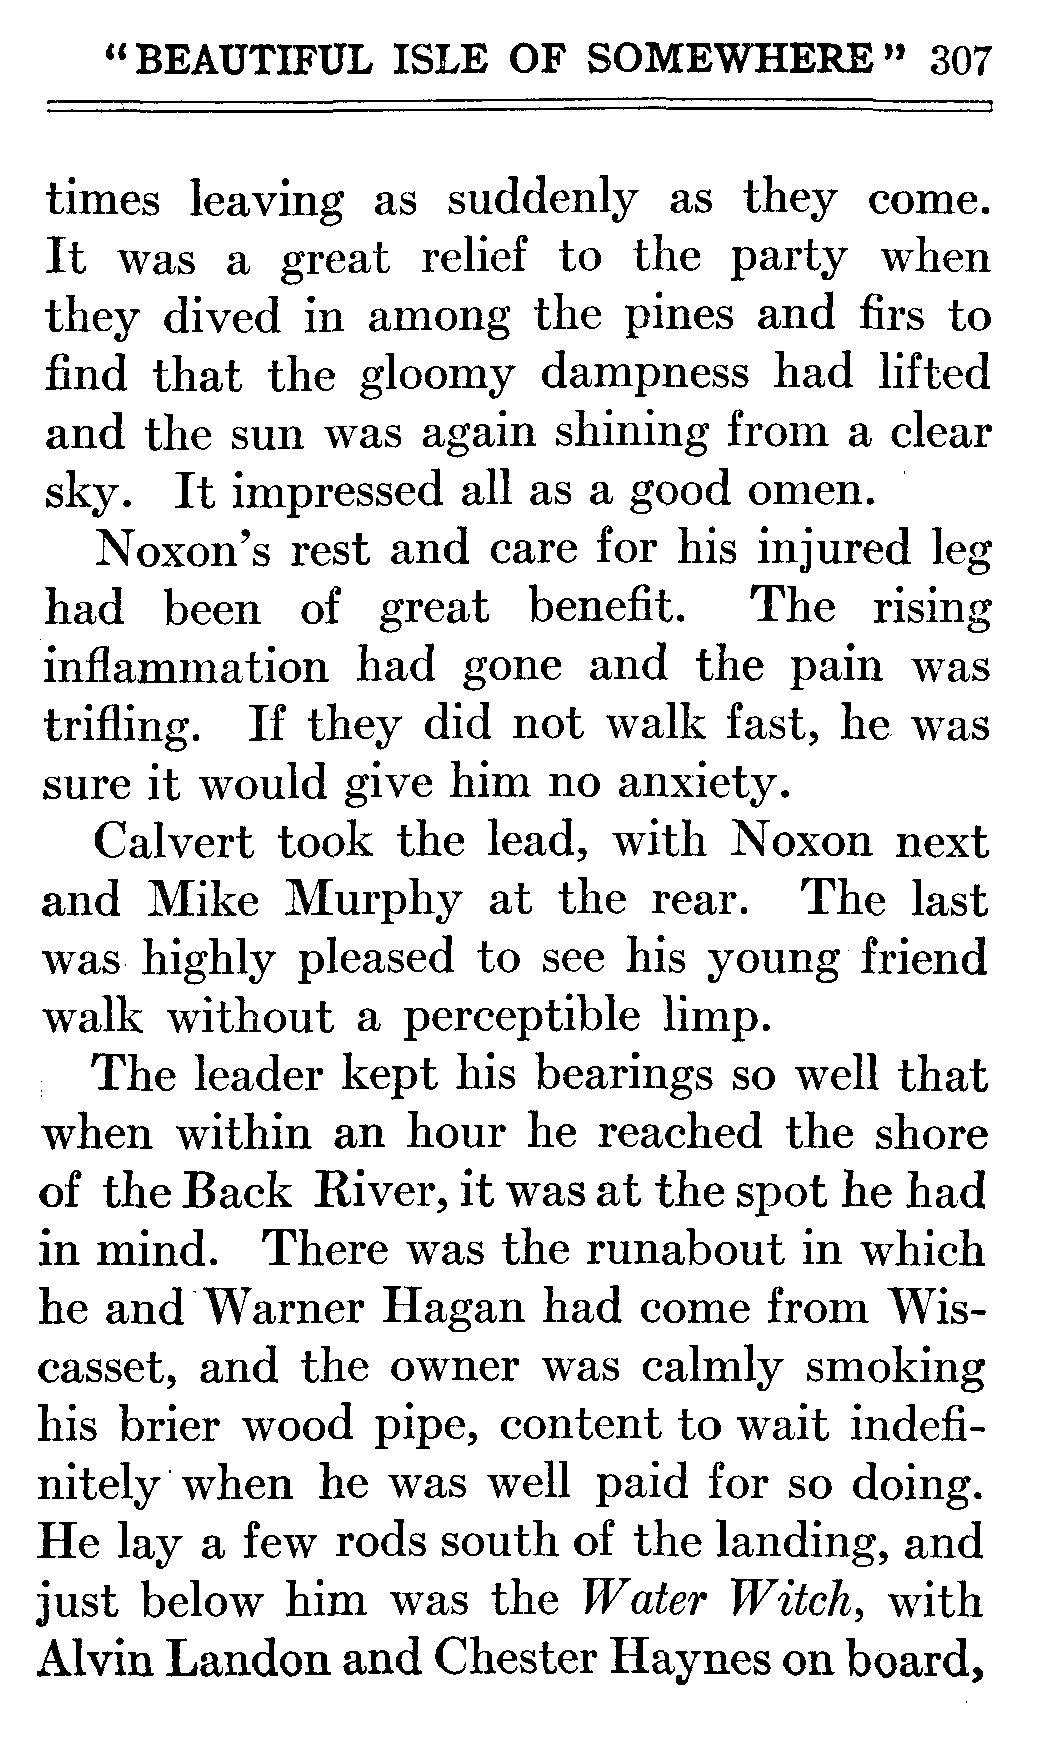 "BEAUTIFUL ISLE OF SOMEWHERE" 307
times leaving as suddenly as they come.
It was a great relief to the party when
they dived in among the pines and firs to
find that the gloomy dampness had lifted
and the sun was again shining from a clear
sky. It impressed all as a good omen.
Noxon's rest and care for his injured leg
had been of great benefit. The rising
inflammation had gone and the pain was
trifling. If they did not walk fast, he was
sure it would give him no anxiety.
Calvert took the lead, with Noxon next
and Mike Murphy at the rear. The last
was highly pleased to see his young friend
walk without a perceptible limp.
The leader kept his bearings so well that
when within an hour he reached the shore
of the Back River, it was at the spot he had
in mind. There was the runabout in which
he and Warner Hagan had come from Wis-
casset, and the owner was calmly smoking
his brier wood pipe, content to wait indefi-
nitely when he was well paid for so doing.
He lay a few rods south of the landing, and
just below him was the Water Witch, with
Alvin Landon and Chester Haynes on board,